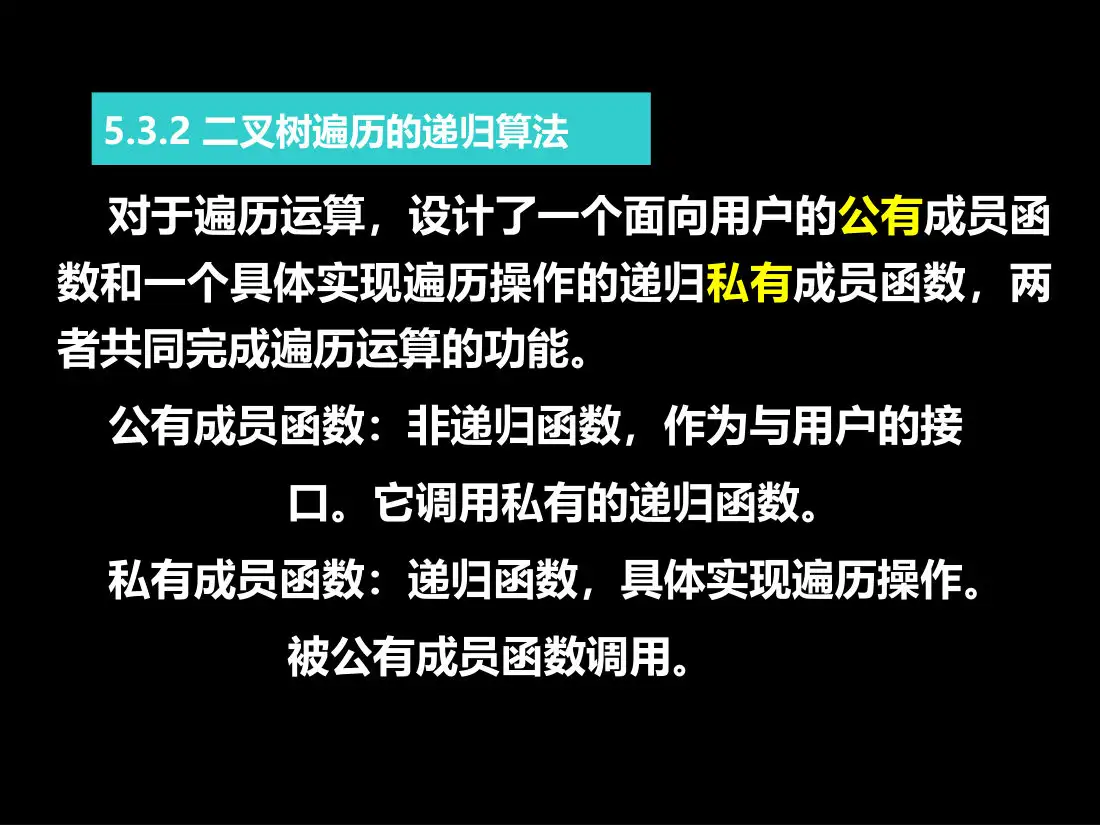 5.3.2 二叉树遍历的递归算法
对于遍历运算，设计了一个面向用户的公有成员函
数和一个具体实现遍历操作的递归私有成员函数，两
者共同完成遍历运算的功能。
公有成员函数：非递归函数，作为与用户的接
口。它调用私有的递归函数。
私有成员函数：递归函数，具体实现遍历操作。
被公有成员函数调用。